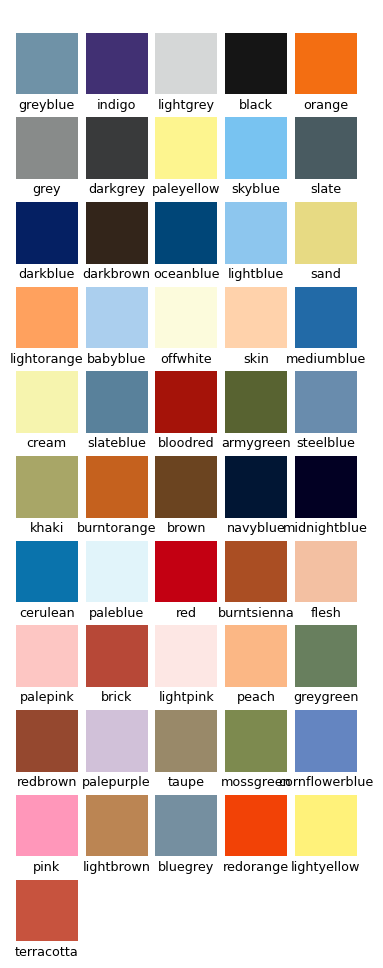 greyblue indigo lightgrey black orange
grey darkgrey paleyellow skyblue slate
darkblue darkbrown oceanblue lightblue sand
lightorange babyblue offwhite skin mediumblue
cream slateblue bloodred armygreen steelblue
khaki burntorange brown navyblue midnightblue
cerulean paleblue red burntsienna flesh
palepink brick lightpink peach greygreen
redbrown palepurple taupe mossgreen cornflowerblue
pink lightbrown bluegrey redorange lightyellow
terracotta